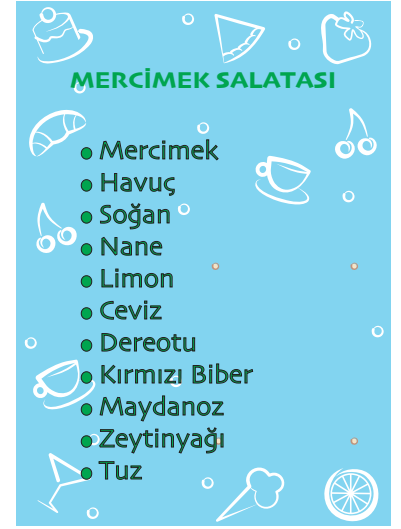 MERCİMEK SALATASI
● Mercimek
● Havuç
● Soğan
● Nane
● Limon
● Ceviz
● Dereotu
● Kırmızı Biber
● Maydanoz
● Zeytinyağı
● Tuz